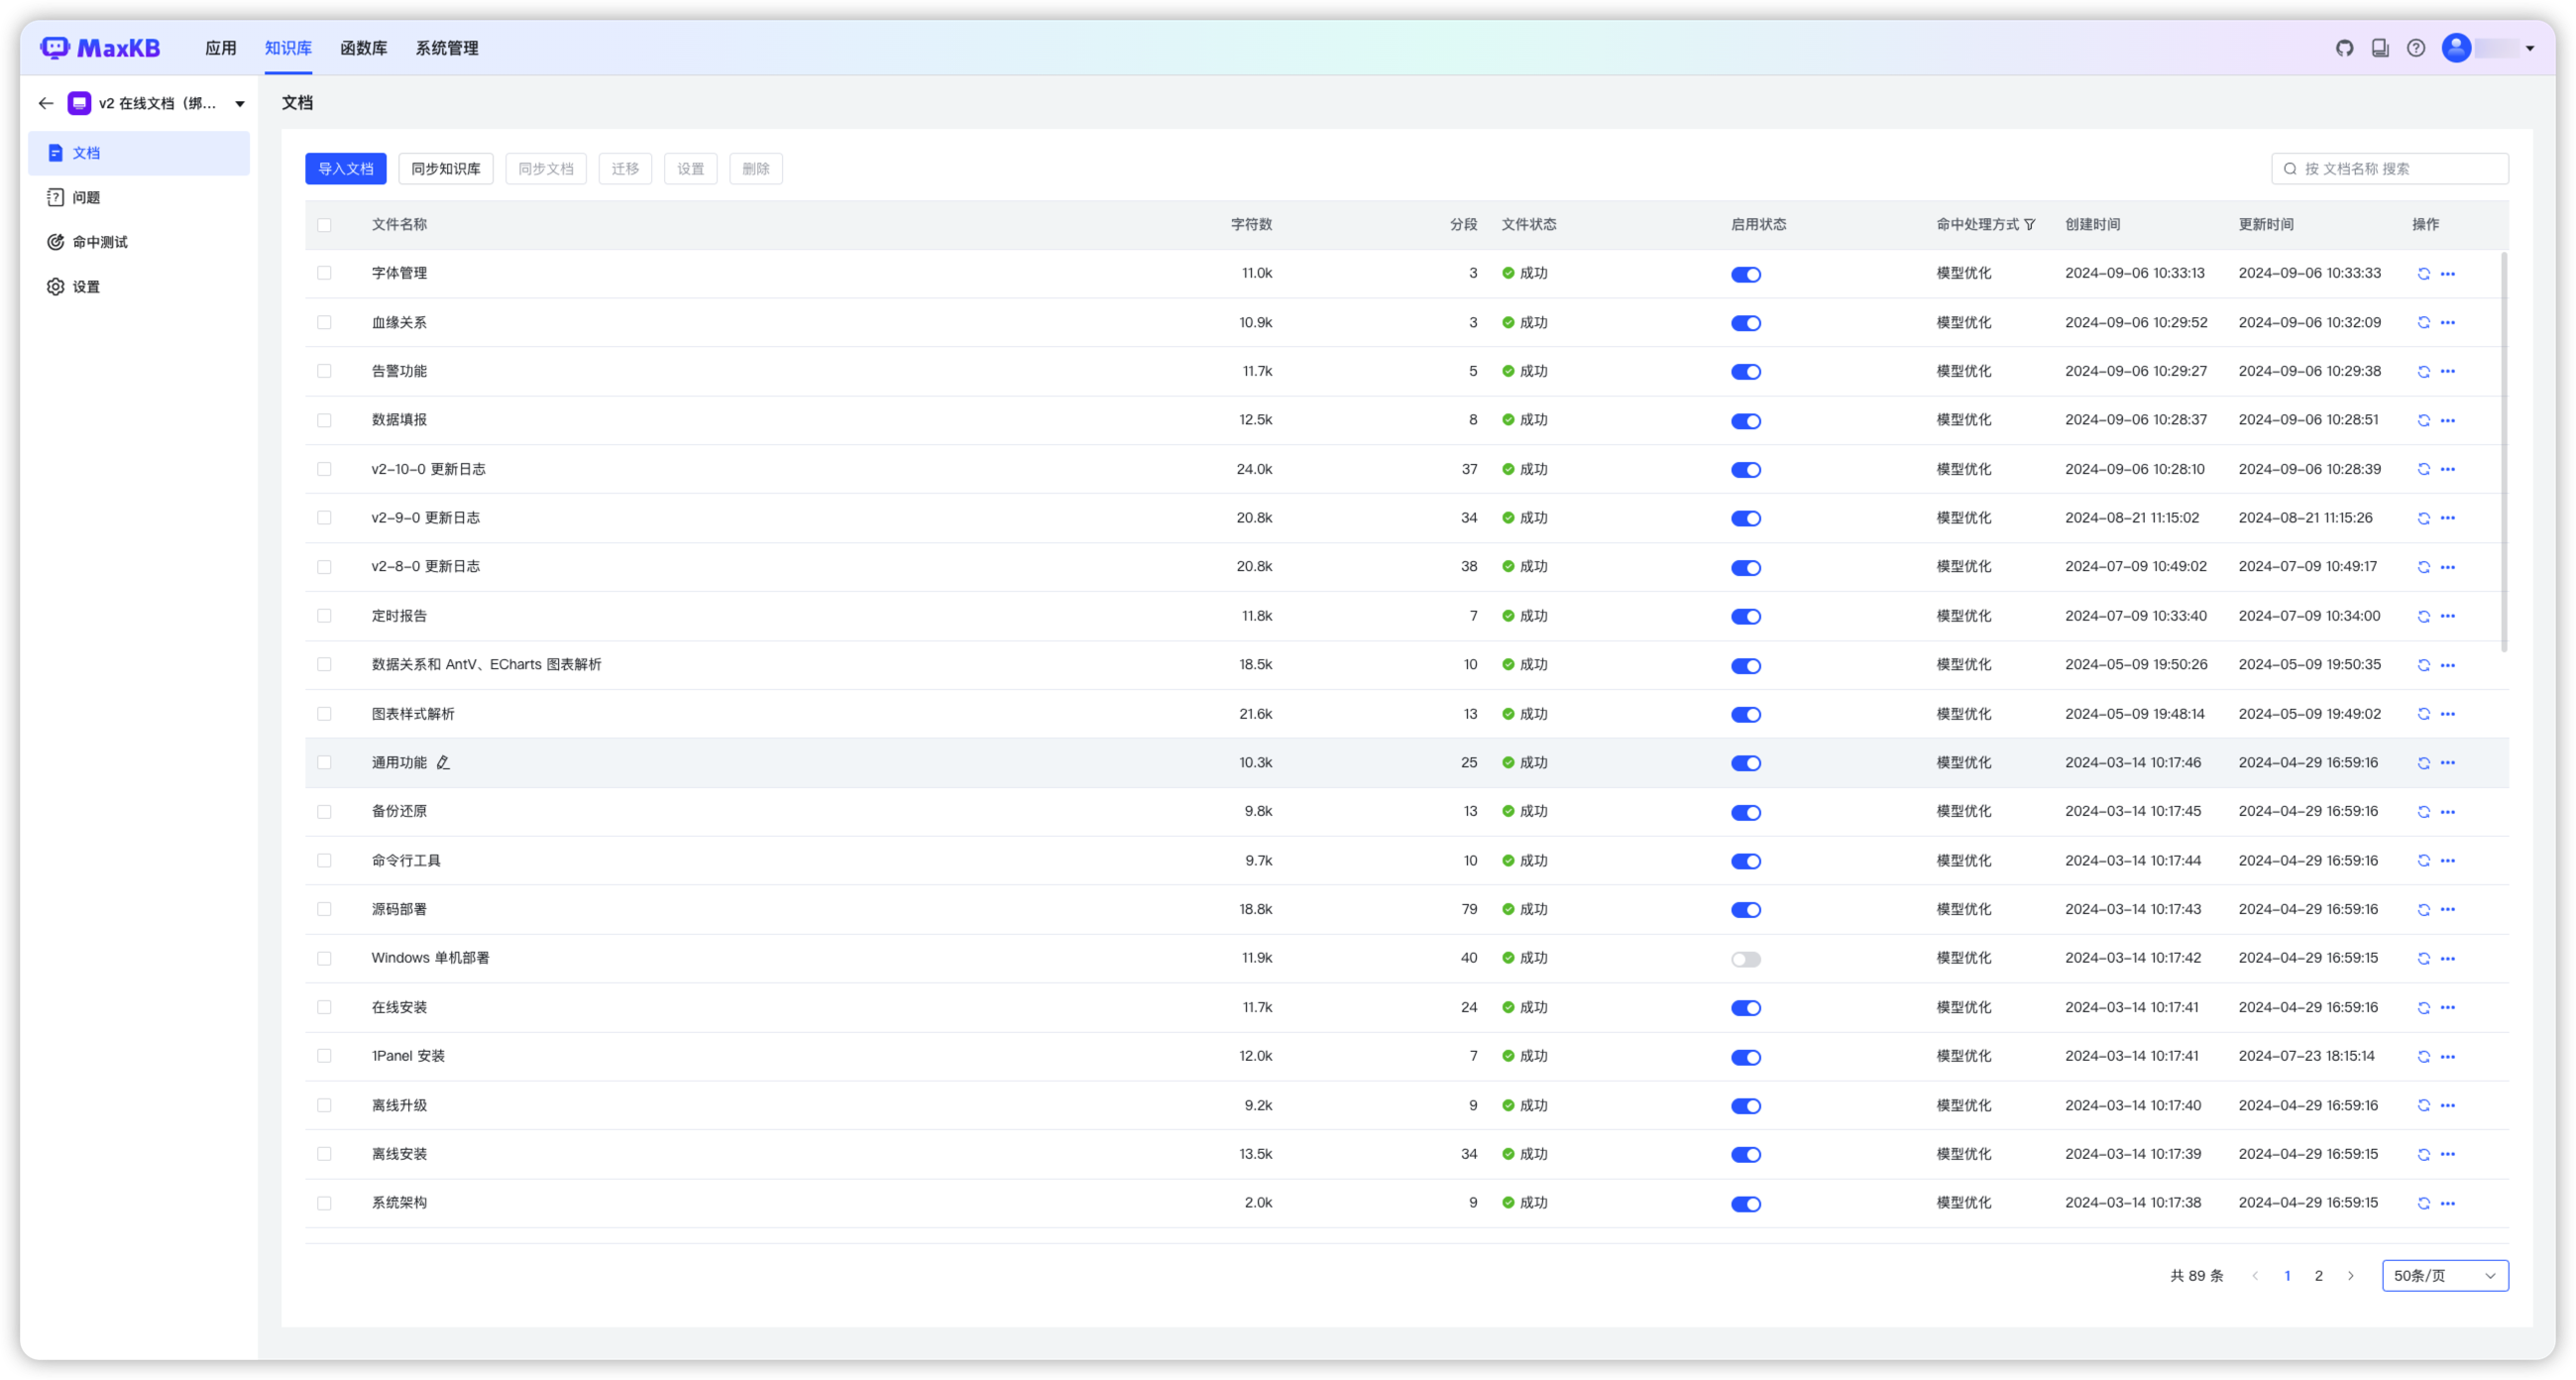 MaxKB 应用 知识库 函数库 系统管理
v2 在线文档（绑... 文档
文档
问题
命中测试
设置
导入文档 同步知识库 同步文档 迁移 设置 删除 按 文档名称 搜索
文件名称 字符数 分段 文件状态 启用状态 命中处理方式 创建时间 更新时间 操作
字体管理 11.0k 3 成功 模型优化 2024-09-06 10:33:13 2024-09-06 10:33:33
血缘关系 10.9k 3 成功 模型优化 2024-09-06 10:29:52 2024-09-06 10:32:09
告警功能 11.7k 5 成功 模型优化 2024-09-06 10:29:27 2024-09-06 10:29:38
数据填报 12.5k 8 成功 模型优化 2024-09-06 10:28:37 2024-09-06 10:28:51
v2-10-0 更新日志 24.0k 37 成功 模型优化 2024-09-06 10:28:10 2024-09-06 10:28:39
v2-9-0 更新日志 20.8k 34 成功 模型优化 2024-08-21 11:15:02 2024-08-21 11:15:26
v2-8-0 更新日志 20.8k 38 成功 模型优化 2024-07-09 10:49:02 2024-07-09 10:49:17
定时报告 11.8k 7 成功 模型优化 2024-07-09 10:33:40 2024-07-09 10:34:00
数据关系和 AntV、ECharts 图表解析 18.5k 10 成功 模型优化 2024-05-09 19:50:26 2024-05-09 19:50:35
图表样式解析 21.6k 13 成功 模型优化 2024-05-09 19:48:14 2024-05-09 19:49:02
通用功能 10.3k 25 成功 模型优化 2024-03-14 10:17:46 2024-04-29 16:59:16
备份还原 9.8k 13 成功 模型优化 2024-03-14 10:17:45 2024-04-29 16:59:16
命令行工具 9.7k 10 成功 模型优化 2024-03-14 10:17:44 2024-04-29 16:59:16
源码部署 18.8k 79 成功 模型优化 2024-03-14 10:17:43 2024-04-29 16:59:16
Windows 单机部署 11.9k 40 成功 模型优化 2024-03-14 10:17:42 2024-04-29 16:59:15
在线安装 11.7k 24 成功 模型优化 2024-03-14 10:17:41 2024-04-29 16:59:16
1Panel 安装 12.0k 7 成功 模型优化 2024-03-14 10:17:41 2024-07-23 18:15:14
离线升级 9.2k 9 成功 模型优化 2024-03-14 10:17:40 2024-04-29 16:59:16
离线安装 13.5k 34 成功 模型优化 2024-03-14 10:17:39 2024-04-29 16:59:15
系统架构 2.0k 9 成功 模型优化 2024-03-14 10:17:38 2024-04-29 16:59:15
共 89 条 1 2 50条/页